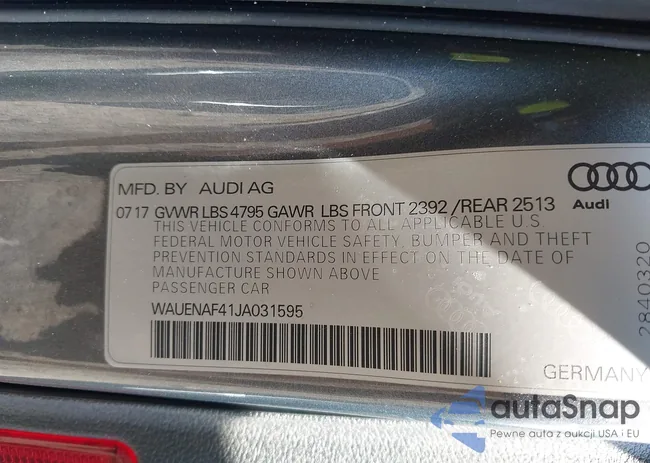 MFD. BY AUDI AG
07 17 GVWR LBS 4795 GAWR LBS FRONT 2392 /REAR 2513
THIS VEHICLE CONFORMS TO ALL APPLICABLE U.S.
FEDERAL MOTOR VEHICLE SAFETY, BUMPER AND THEFT
PREVENTION STANDARDS IN EFFECT ON THE DATE OF
MANUFACTURE SHOWN ABOVE
PASSENGER CAR
WAUENAF41JA031595
Audi
2840320
GERMANY
autoSnap
Pewne auta z aukcji USA i EU